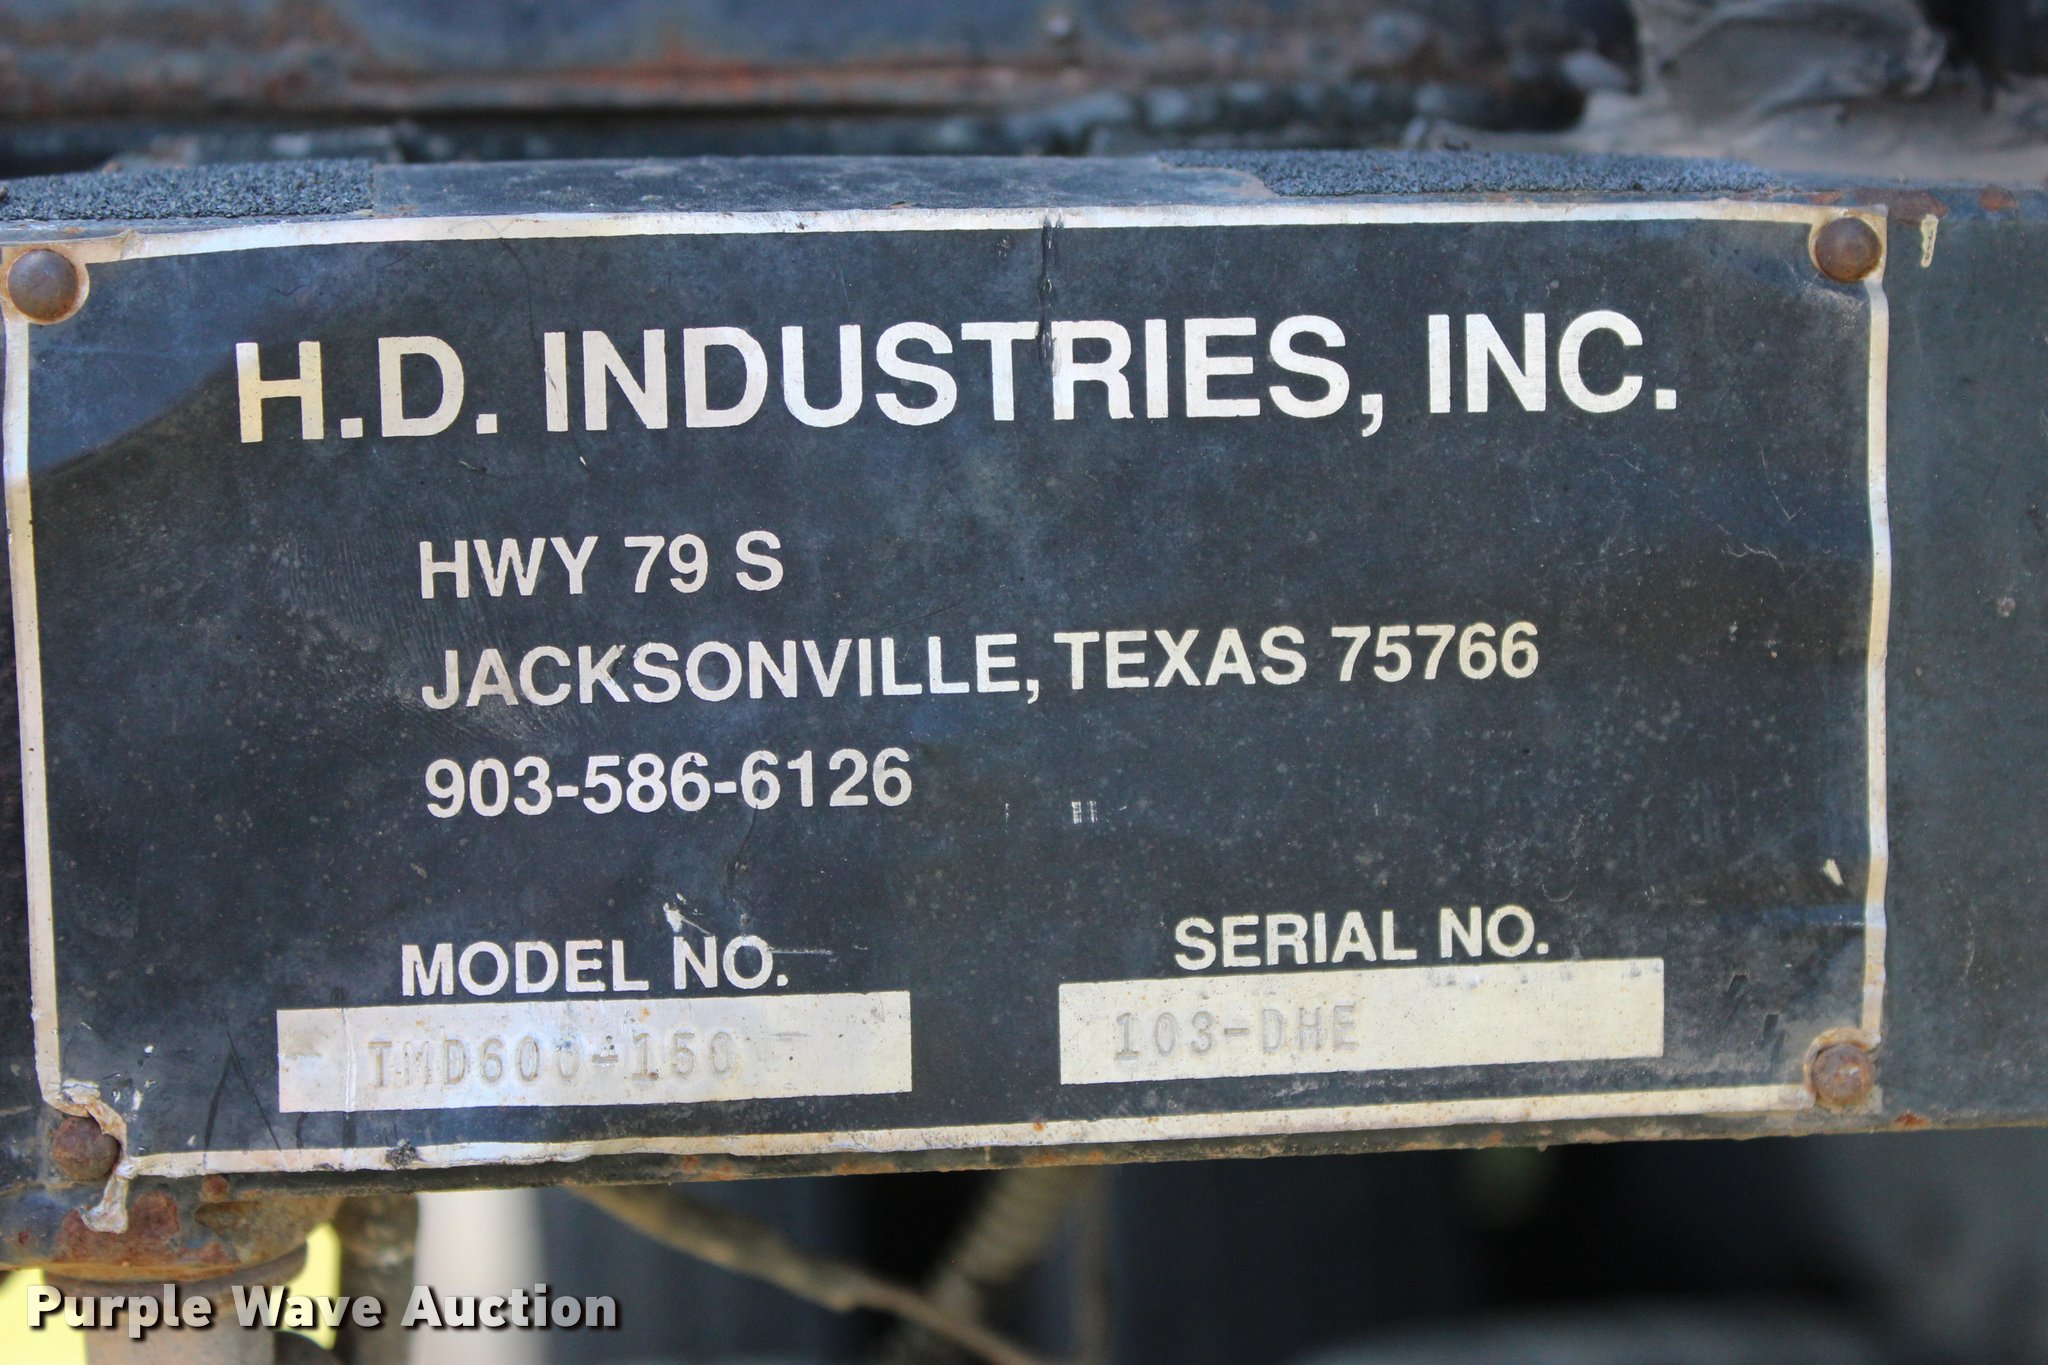 H.D. INDUSTRIES, INC.
HWY 79 S
JACKSONVILLE, TEXAS 75766
903-586-6126
MODEL NO.
TMD600-150
SERIAL NO.
103-DHE
Purple Wave Auction